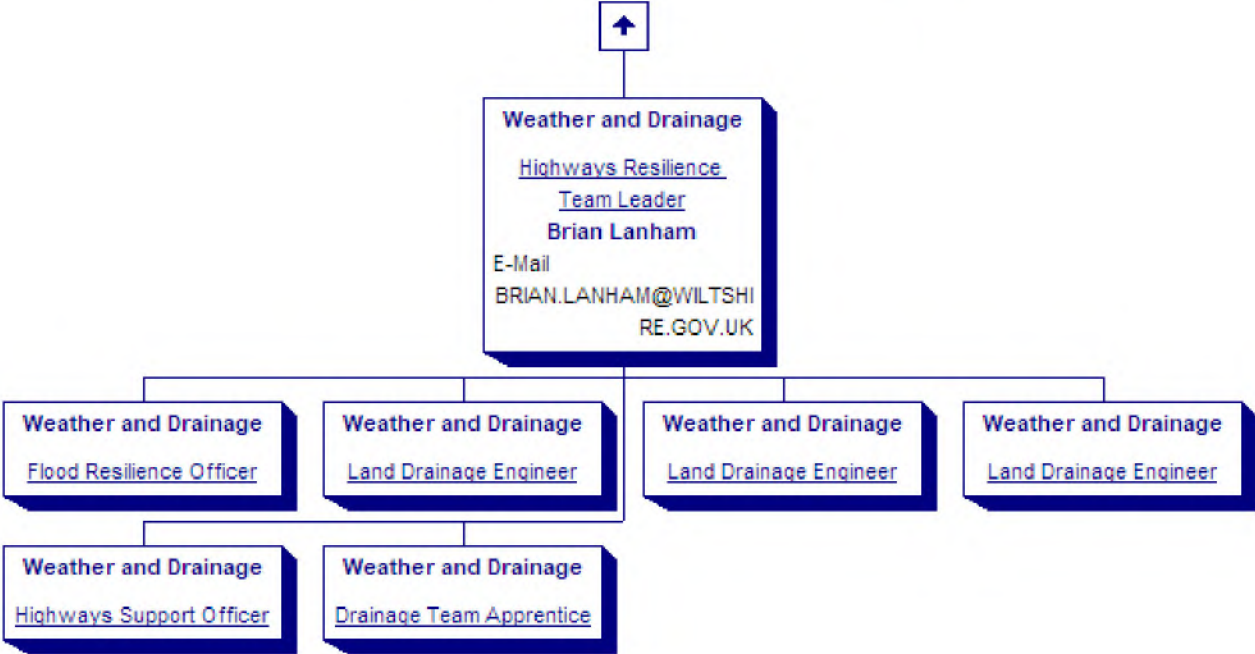 Weather and Drainage
Highways Resilience
Team Leader
Brian Lanham
E-Mail
BRIAN.LANHAM@WILTSHI
RE.GOV.UK
Weather and Drainage
Flood Resilience Officer
Weather and Drainage
Land Drainage Engineer
Weather and Drainage
Land Drainage Engineer
Weather and Drainage
Land Drainage Engineer
Weather and Drainage
Highways Support Officer
Weather and Drainage
Drainage Team Apprentice